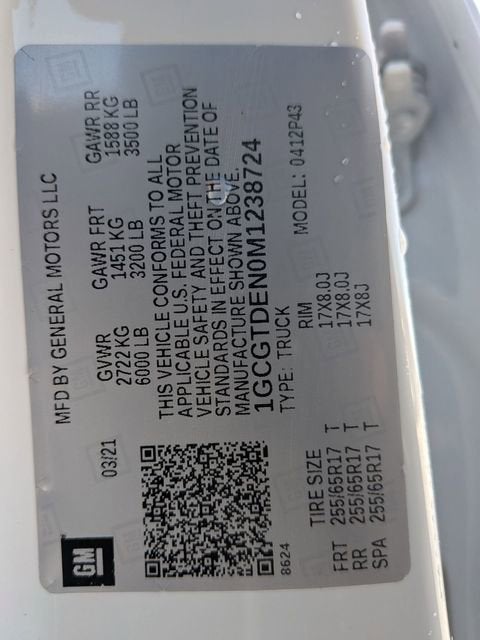 GM
03/21
MFD BY GENERAL MOTORS LLC
GVWR GAWR FRT GAWR RR
2722 KG 1451 KG 1588 KG
6000 LB 3200 LB 3500 LB
THIS VEHICLE CONFORMS TO ALL
APPLICABLE U.S. FEDERAL MOTOR
VEHICLE SAFETY AND THEFT PREVENTION
STANDARDS IN EFFECT ON THE DATE OF
MANUFACTURE SHOWN ABOVE.
1GCGTDEN0M1238724
TYPE: TRUCK MODEL: 0412P43
8624
TIRE SIZE RIM
FRT 255/65R17 T 17X8.0J
RR 255/65R17 T 17X8.0J
SPA 255/65R17 T 17X8J